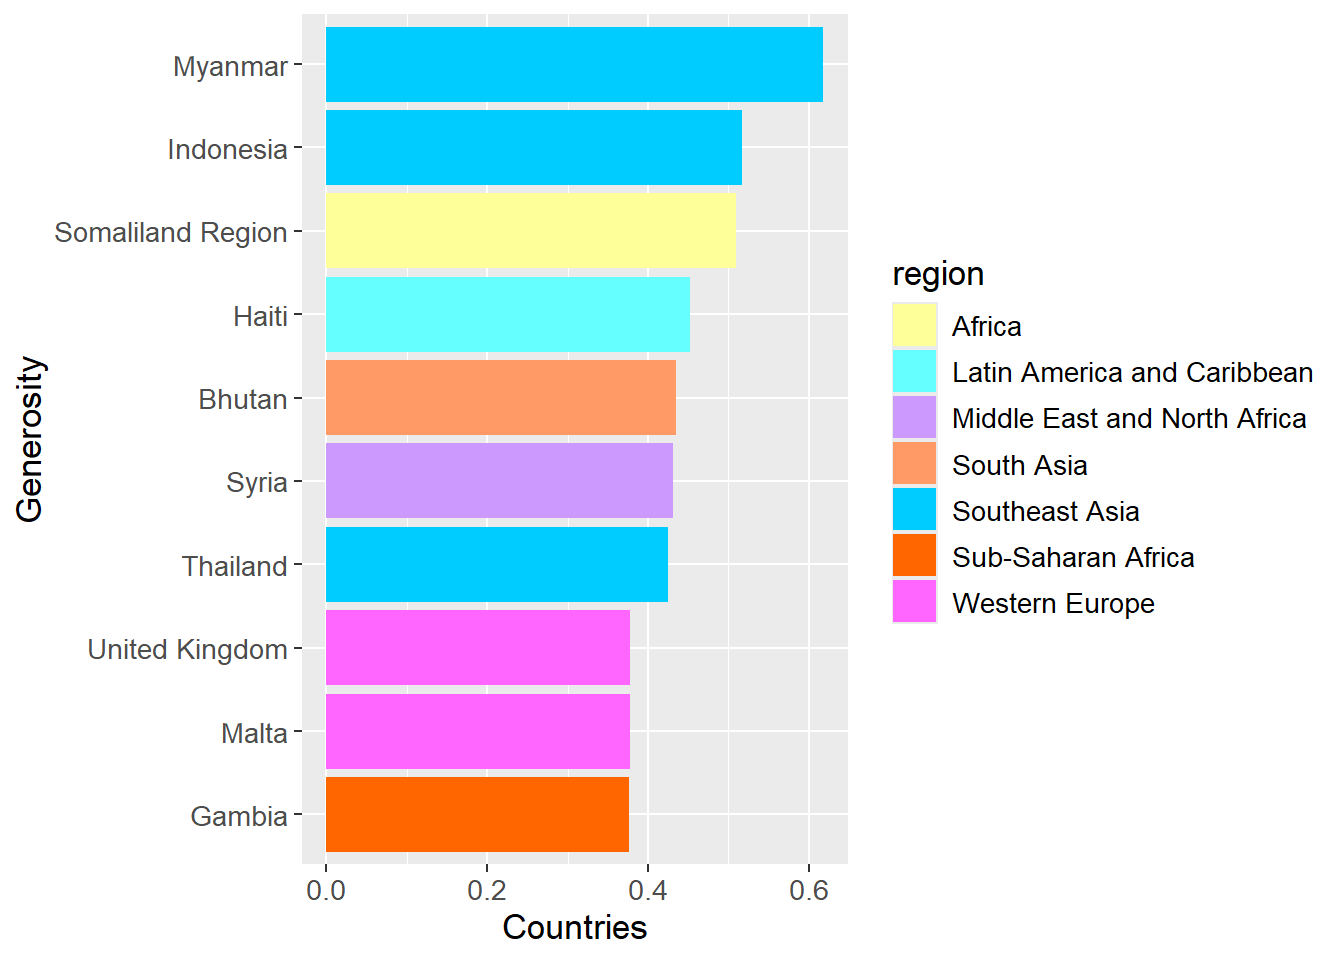 Myanmar
Indonesia
Somaliland Region
Haiti
Bhutan
Syria
Thailand
United Kingdom
Malta
Gambia
Generosity
0.0 0.2 0.4 0.6
Countries
region
Africa
Latin America and Caribbean
Middle East and North Africa
South Asia
Southeast Asia
Sub-Saharan Africa
Western Europe